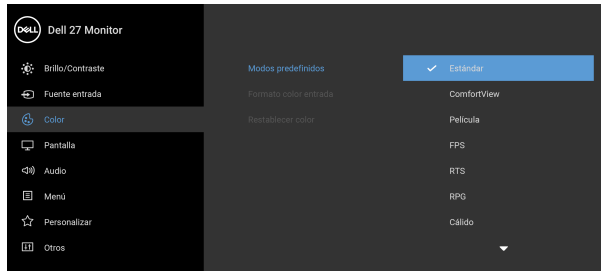 DELL Dell 27 Monitor
Brillo/Contraste
Fuente entrada
Color
Pantalla
Audio
Menú
Personalizar
Otros
Modos predefinidos
Formato color entrada
Restablecer color
Estándar
ComfortView
Película
FPS
RTS
RPG
Cálido